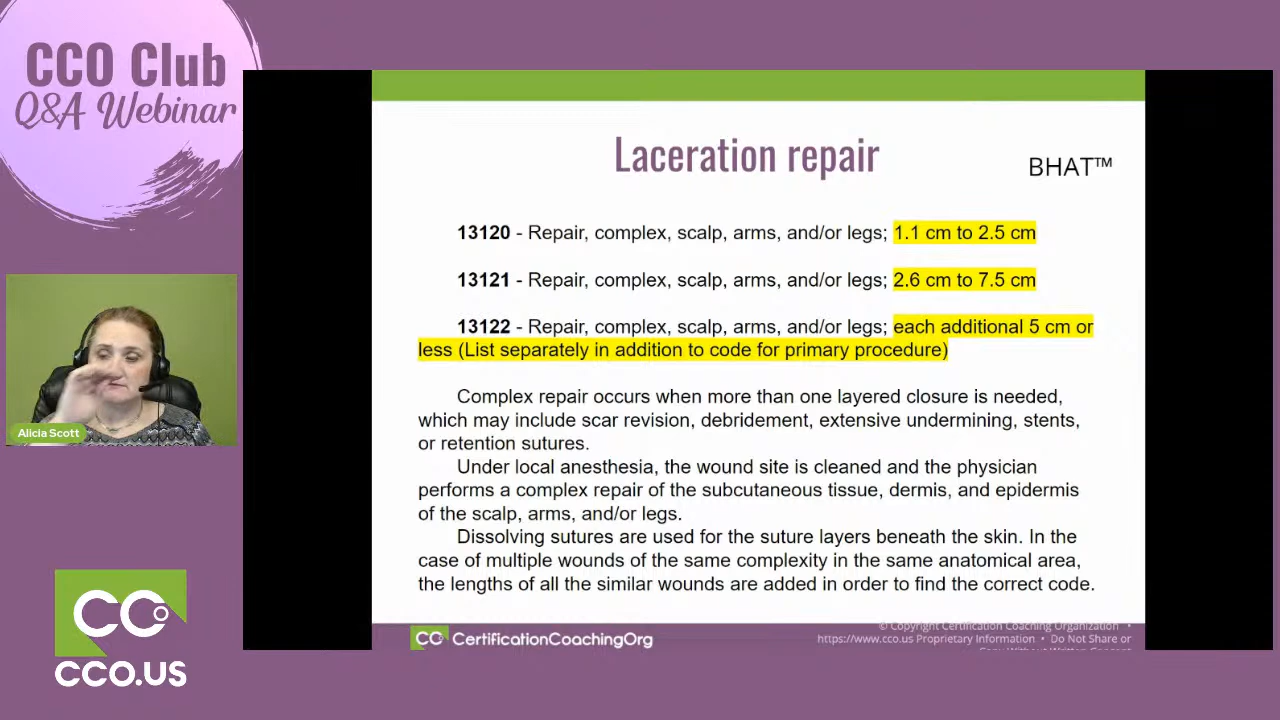 CCO Club
Q&A Webinar
Laceration repair
BHAT™
13120 - Repair, complex, scalp, arms, and/or legs; 1.1 cm to 2.5 cm
13121 - Repair, complex, scalp, arms, and/or legs; 2.6 cm to 7.5 cm
13122 - Repair, complex, scalp, arms, and/or legs; each additional 5 cm or
less (List separately in addition to code for primary procedure)
Complex repair occurs when more than one layered closure is needed,
which may include scar revision, debridement, extensive undermining, stents,
or retention sutures.
Under local anesthesia, the wound site is cleaned and the physician
performs a complex repair of the subcutaneous tissue, dermis, and epidermis
of the scalp, arms, and/or legs.
Dissolving sutures are used for the suture layers beneath the skin. In the
case of multiple wounds of the same complexity in the same anatomical area,
the lengths of all the similar wounds are added in order to find the correct code.
Alicia Scott
CCO
CCO.US
CCO CertificationCoachingOrg
© Copyright Certification Coaching Organization •
https://www.cco.us Proprietary Information • Do Not Share or
Copy Without Written Consent